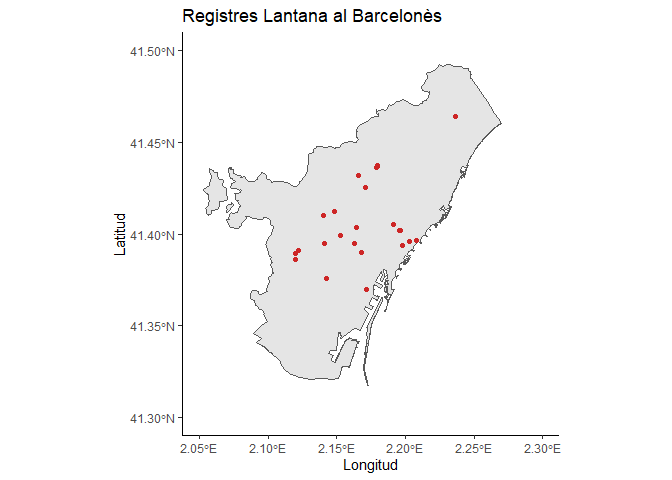 Registres Lantana al Barcelonès
41.50°N
41.45°N
41.40°N
41.35°N
41.30°N
Latitud
2.05°E 2.10°E 2.15°E 2.20°E 2.25°E 2.30°E
Longitud